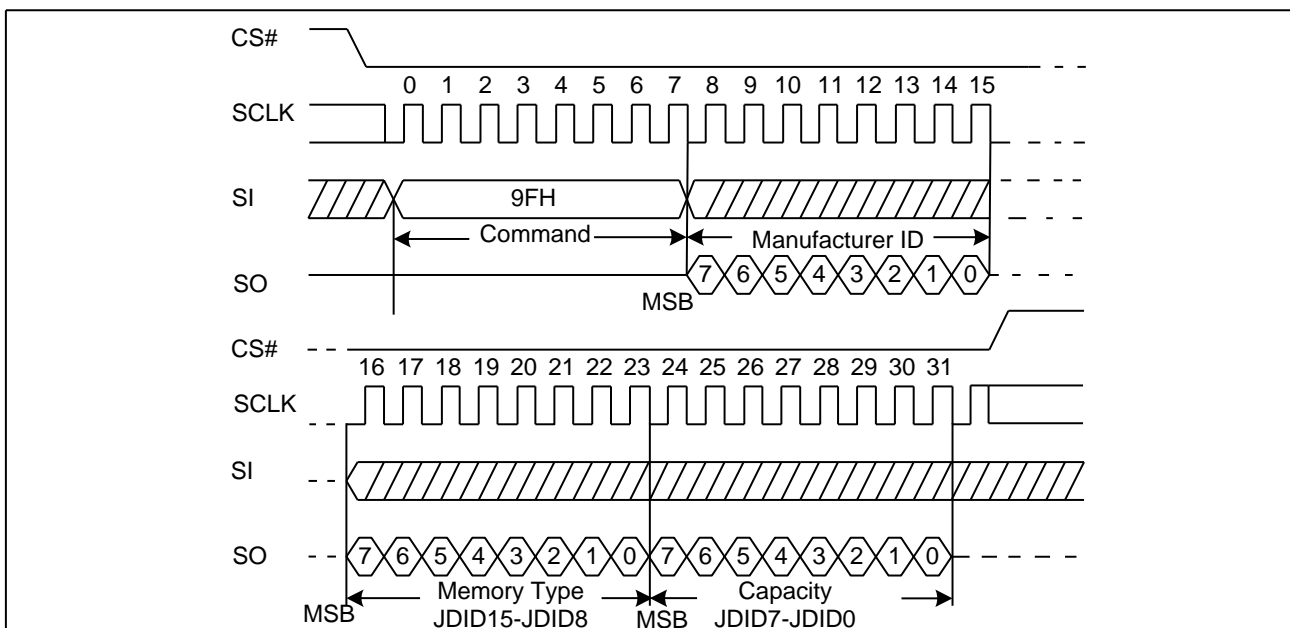 CS#
0 1 2 3 4 5 6 7 8 9 10 11 12 13 14 15
SCLK
SI 9FH
Command Manufacturer ID
SO 7 6 5 4 3 2 1 0
MSB
CS#
16 17 18 19 20 21 22 23 24 25 26 27 28 29 30 31
SCLK
SI
SO 7 6 5 4 3 2 1 0 7 6 5 4 3 2 1 0
Memory Type Capacity
MSB JDID15-JDID8 MSB JDID7-JDID0